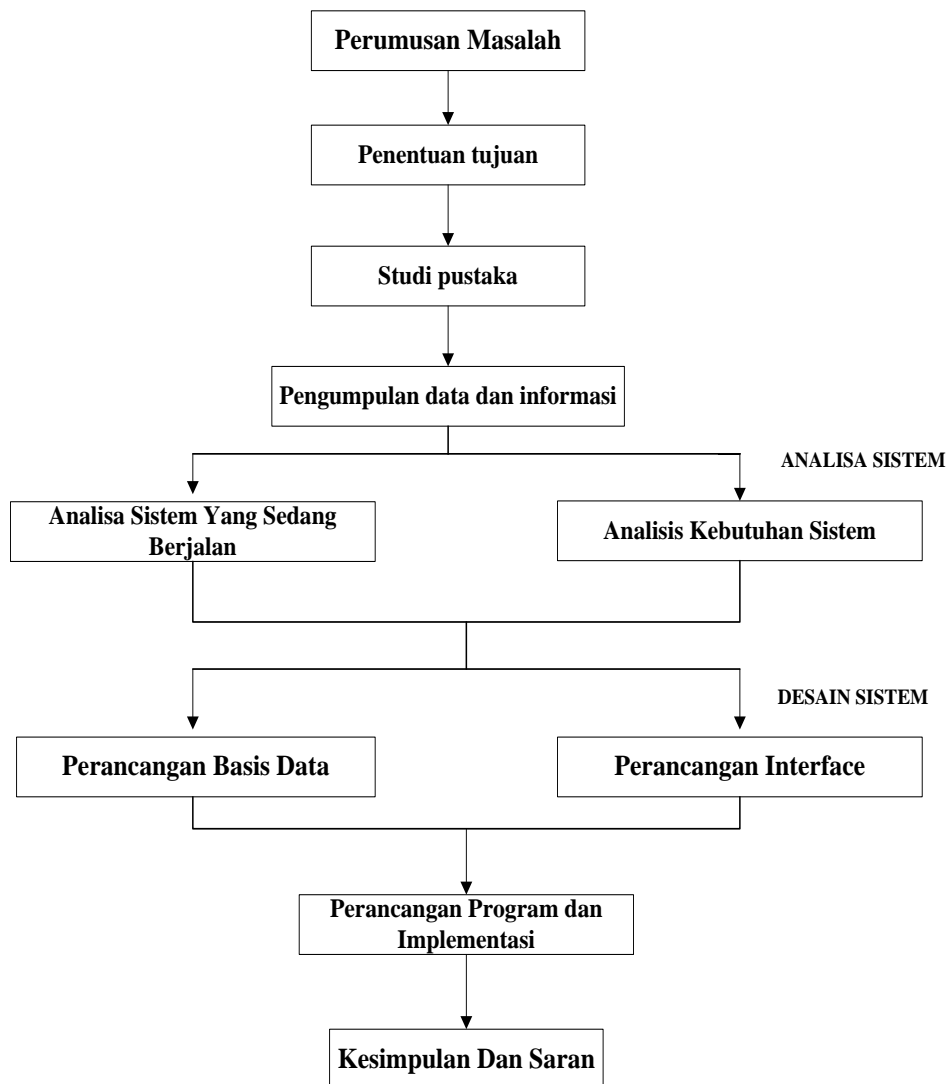 Perumusan Masalah
Penentuan tujuan
Studi pustaka
Pengumpulan data dan informasi
ANALISA SISTEM
Analisa Sistem Yang Sedang
Berjalan
Analisis Kebutuhan Sistem
DESAIN SISTEM
Perancangan Basis Data
Perancangan Interface
Perancangan Program dan
Implementasi
Kesimpulan Dan Saran